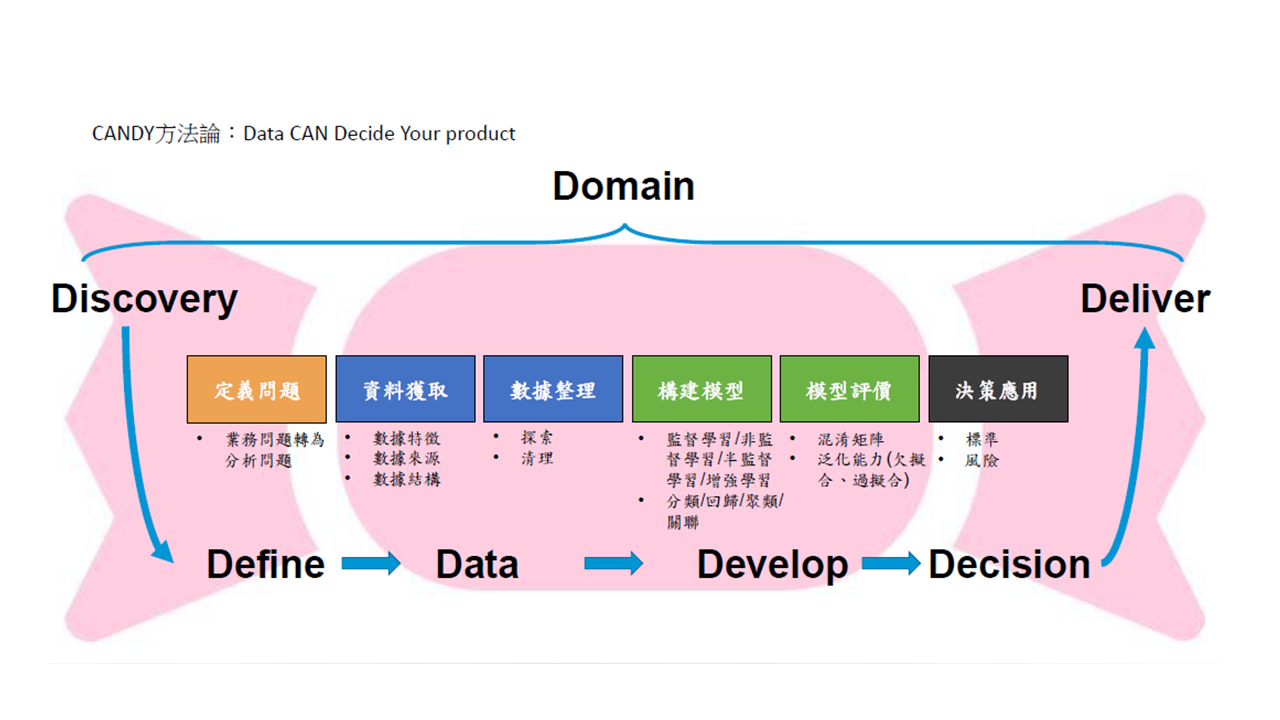 CANDY方法論：Data CAN Decide Your product
Domain
Discovery
Deliver
定義問題
資料獲取
數據整理
構建模型
模型評價
決策應用
• 業務問題轉為
分析問題
• 數據特徵
• 數據來源
• 數據結構
• 探索
• 清理
• 監督學習/非監
督學習/半監督
學習/增強學習
• 分類/回歸/聚類/
關聯
• 混淆矩陣
• 泛化能力(欠擬
合、過擬合)
• 標準
• 風險
Define
Data
Develop
Decision